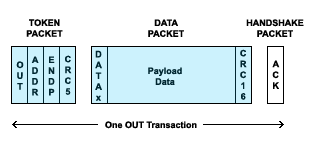 TOKEN
PACKET
DATA
PACKET
HANDSHAKE
PACKET
OUT
ADDR
ENDP
CRC5
DATAx
Payload
Data
CRC16
ACK
One OUT Transaction